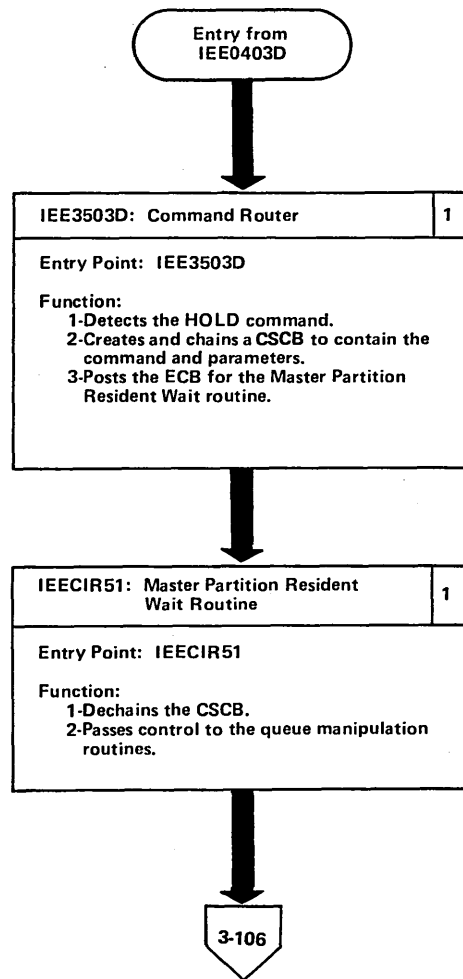 Entry from
IEE0403D
IEE3503D: Command Router
1
Entry Point: IEE3503D
Function:
1-Detects the HOLD command.
2-Creates and chains a CSCB to contain the
command and parameters.
3-Posts the ECB for the Master Partition
Resident Wait routine.
IEECIR51: Master Partition Resident
Wait Routine
1
Entry Point: IEECIR51
Function:
1-Dechains the CSCB.
2-Passes control to the queue manipulation
routines.
3-106